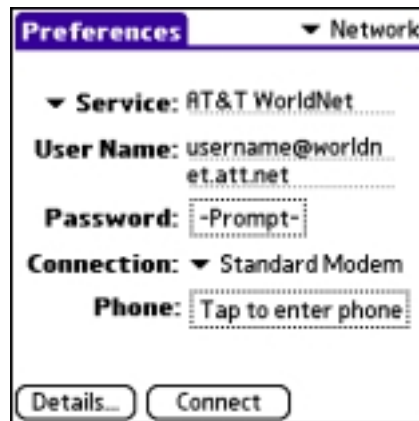 Preferences ▼ Network
▼ Service: AT&T WorldNet
User Name: username@worldn
et.att.net
Password: -Prompt-
Connection: ▼ Standard Modem
Phone: Tap to enter phone
Details... Connect